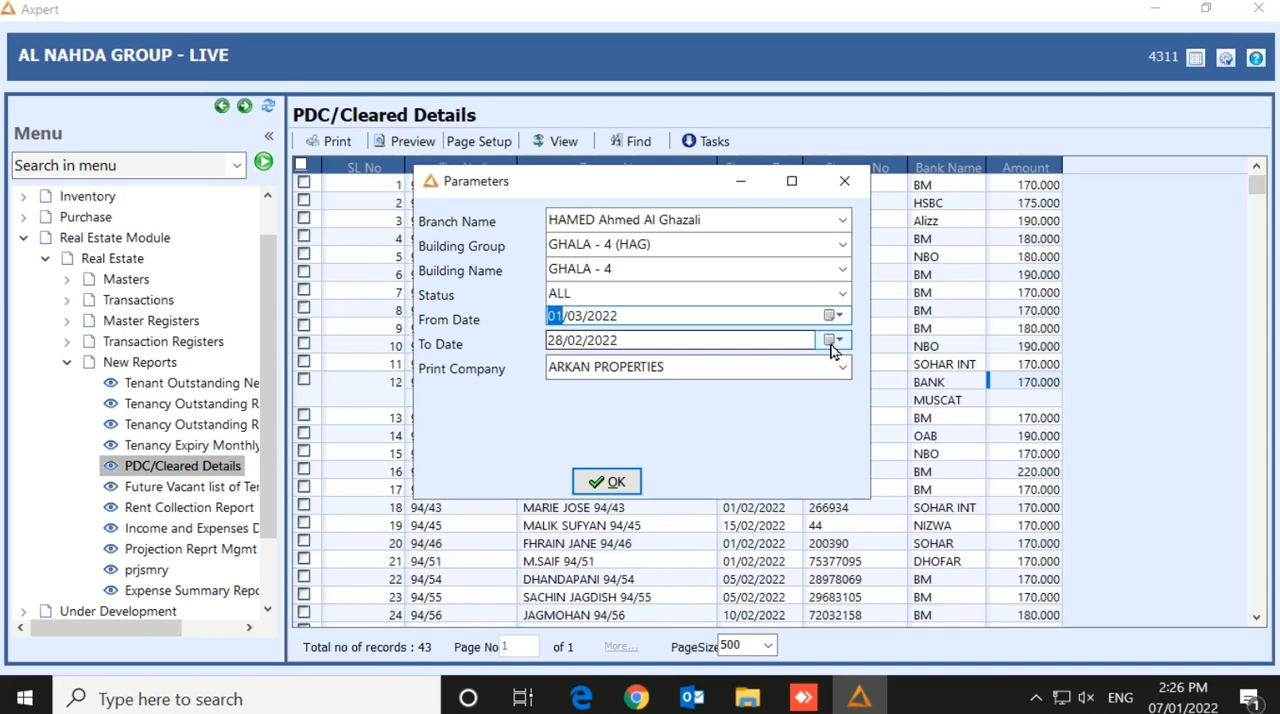 Axpert
AL NAHDA GROUP - LIVE
4311
Menu
Search in menu
Inventory
Purchase
Real Estate Module
Real Estate
Masters
Transactions
Master Registers
Transaction Registers
New Reports
Tenant Outstanding Ne
Tenancy Outstanding R
Tenancy Outstanding R
Tenancy Expiry Monthly
PDC/Cleared Details
Future Vacant list of Ter
Rent Collection Report
Income and Expenses D
Projection Reprt Mgmt
prjsmry
Expense Summary Repo
Under Development
PDC/Cleared Details
Print Preview Page Setup View Find Tasks
SL No No Bank Name Amount
1 BM 170.000
2 HSBC 175.000
3 Alizz 190.000
4 BM 180.000
5 NBO 180.000
6 BM 190.000
7 BM 170.000
8 BM 170.000
9 BM 180.000
10 NBO 190.000
11 SOHAR INT 170.000
12 BANK MUSCAT 170.000
13 BM 170.000
14 OAB 190.000
15 NBO 170.000
16 BM 220.000
17 BM 170.000
18 94/43 MARIE JOSE 94/43 01/02/2022 266934 SOHAR INT 170.000
19 94/45 MALIK SUFYAN 94/45 15/02/2022 44 NIZWA 170.000
20 94/46 FHRAIN JANE 94/46 01/02/2022 200390 SOHAR 170.000
21 94/51 M.SAIF 94/51 01/02/2022 75377095 DHOFAR 170.000
22 94/54 DHANDAPANI 94/54 05/02/2022 28978069 BM 170.000
23 94/55 SACHIN JAGDISH 94/55 05/02/2022 29683105 BM 170.000
24 94/56 JAGMOHAN 94/56 10/02/2022 72032158 BM 180.000
Parameters
Branch Name HAMED Ahmed Al Ghazali
Building Group GHALA - 4 (HAG)
Building Name GHALA - 4
Status ALL
From Date 01/03/2022
To Date 28/02/2022
Print Company ARKAN PROPERTIES
OK
Total no of records : 43 Page No 1 of 1 More... PageSize 500
Type here to search
ENG
2:26 PM
07/01/2022
1